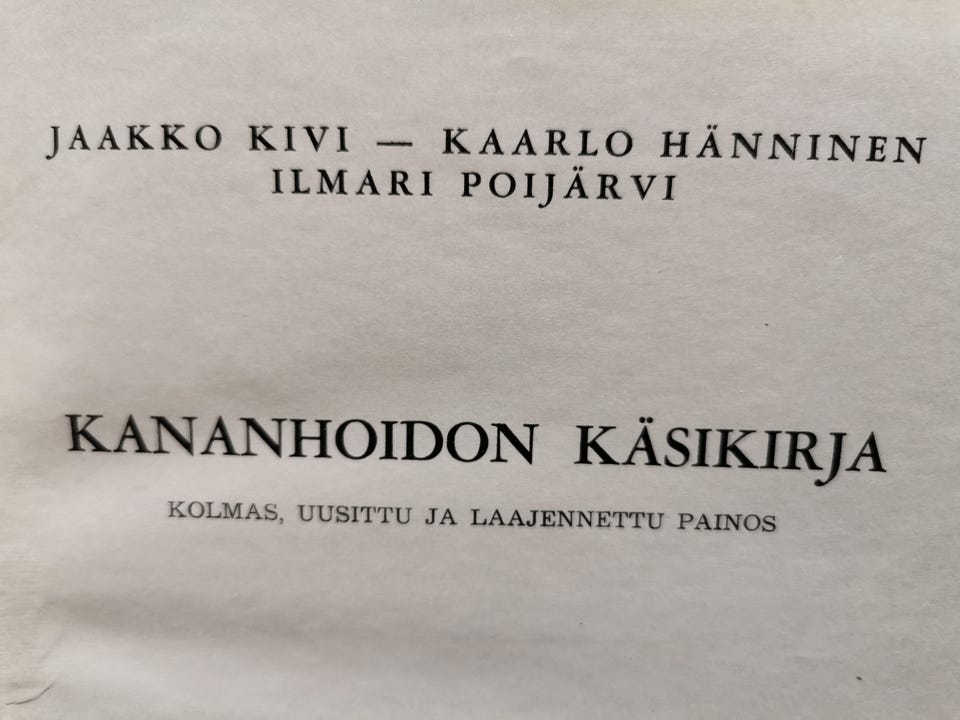 JAAKKO KIVI — KAARLO HÄNNINEN
ILMARI POIJÄRVI
KANANHOIDON KÄSIKIRJA
KOLMAS, UUSITTU JA LAAJENNETTU PAINOS